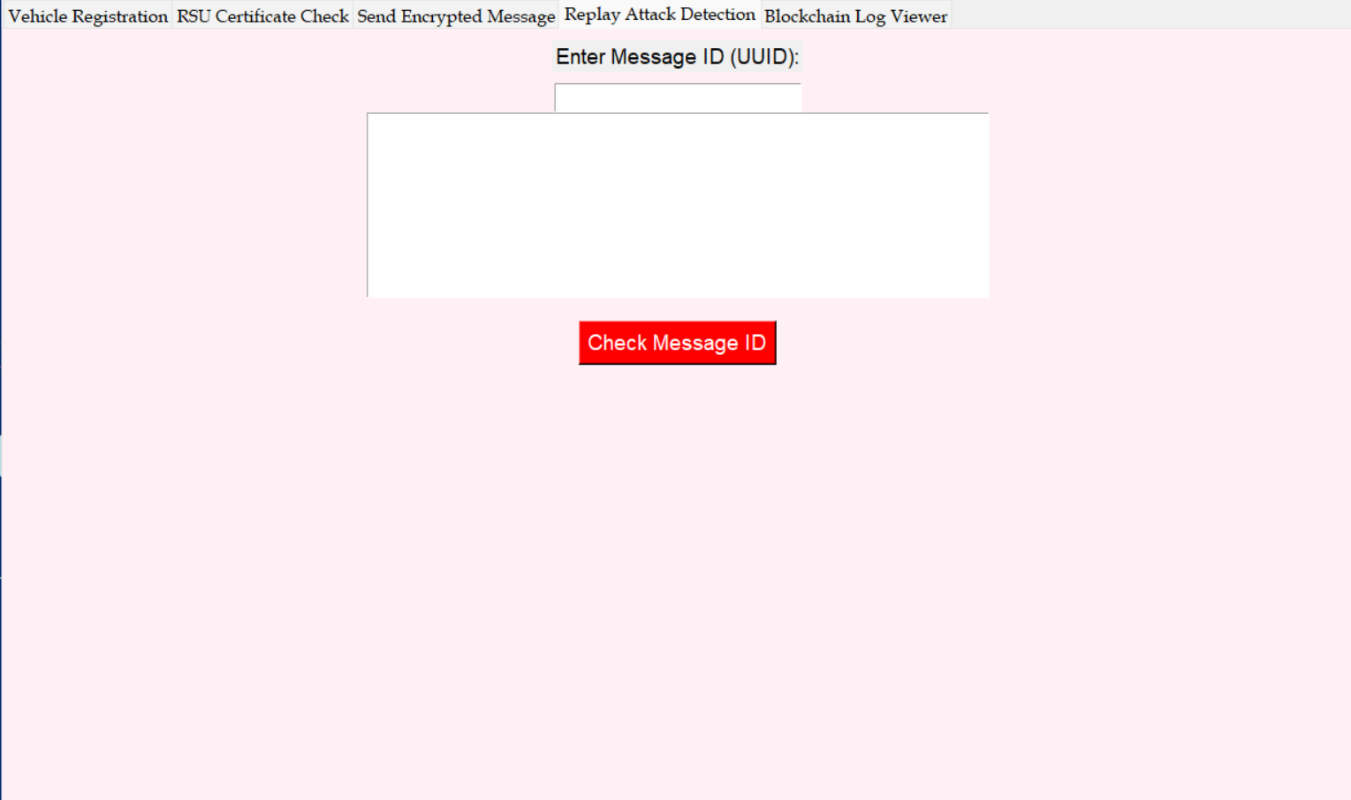 Vehicle Registration RSU Certificate Check Send Encrypted Message Replay Attack Detection Blockchain Log Viewer
Enter Message ID (UUID):
Check Message ID